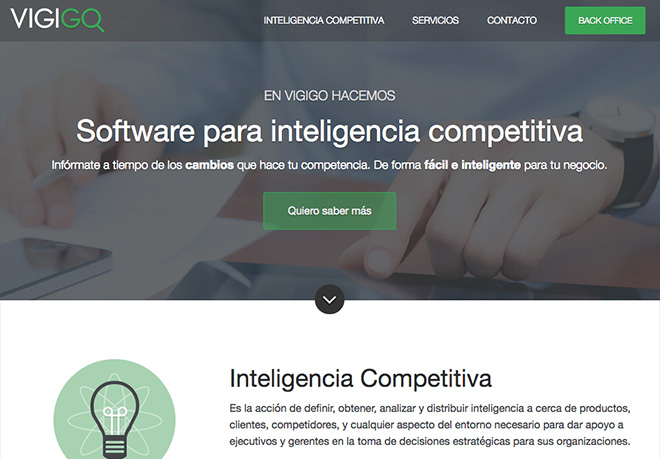 VIGIGO
INTELIGENCIA COMPETITIVA
SERVICIOS
CONTACTO
BACK OFFICE
EN VIGIGO HACEMOS
Software para inteligencia competitiva
Infórmate a tiempo de los cambios que hace tu competencia. De forma fácil e inteligente para tu negocio.
Quiero saber más
Inteligencia Competitiva
Es la acción de definir, obtener, analizar y distribuir inteligencia a cerca de productos,
clientes, competidores, y cualquier aspecto del entorno necesario para dar apoyo a
ejecutivos y gerentes en la toma de decisiones estratégicas para sus organizaciones.